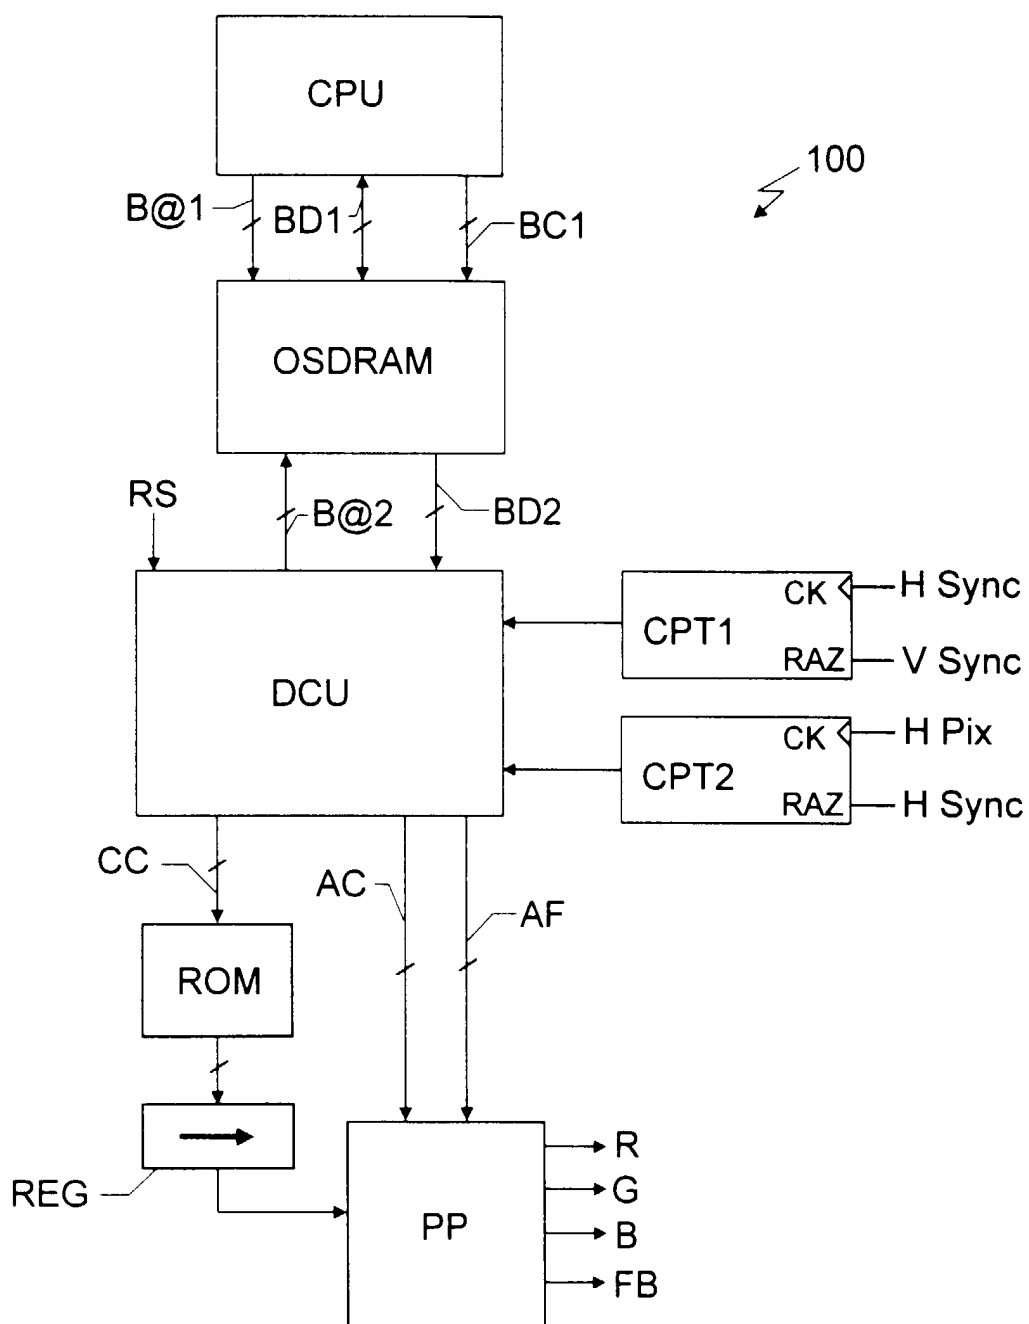 CPU
100
B@1
BD1
BC1
OSDRAM
RS
B@2
BD2
CK
H Sync
CPT1
RAZ
V Sync
DCU
CK
H Pix
CPT2
RAZ
H Sync
CC
AC
AF
ROM
REG
PP
R
G
B
FB